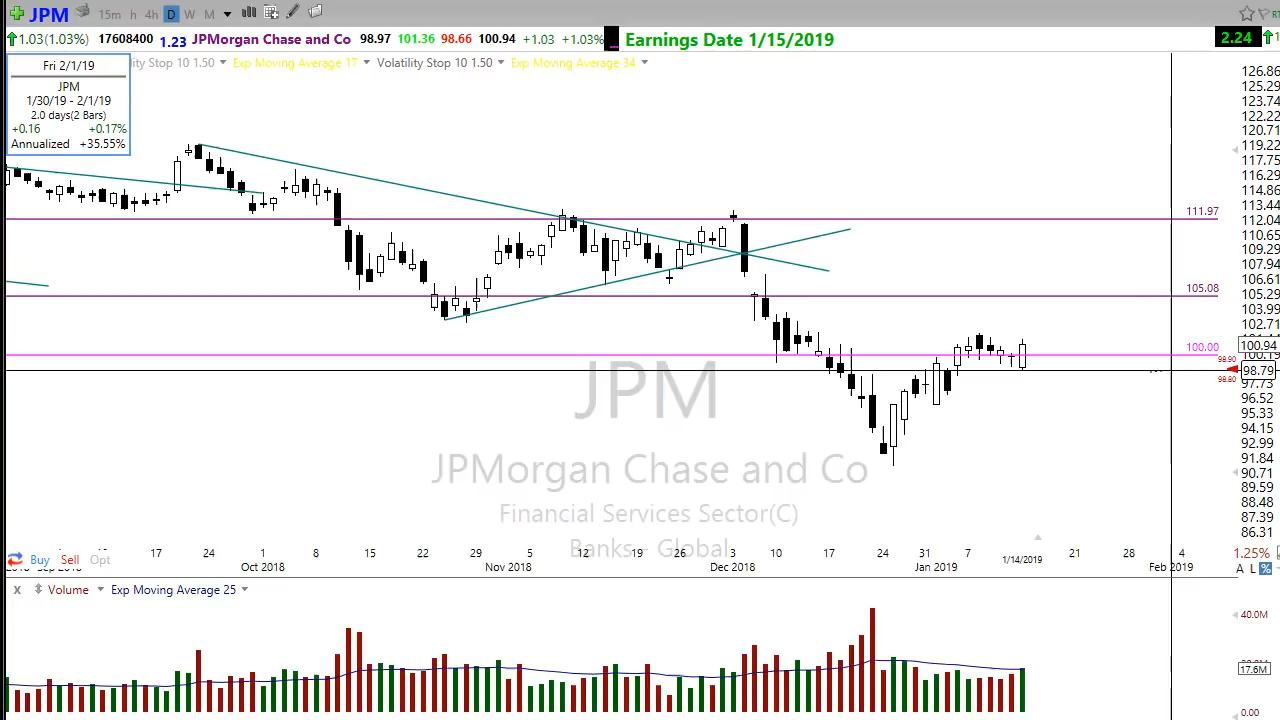 JPM 15m h 4h D W M
1.03(1.03%) 17608400 1.23 JPMorgan Chase and Co 98.97 101.36 98.66 100.94 +1.03 +1.03% Earnings Date 1/15/2019 2.24
Fri 2/1/19
JPM
1/30/19 - 2/1/19
2.0 days(2 Bars)
+0.16 +0.17%
Annualized +35.55%
Stop 10 1.50 Exp Moving Average 17 Volatility Stop 10 1.50 Exp Moving Average 34
126.86
125.29
123.74
122.22
120.71
119.22
117.75
116.29
114.86
113.44
111.97 112.04
110.65
109.29
107.94
106.61
105.08 105.29
103.99
102.71
100.00 100.94
100.19
98.90
98.79
98.80
97.73
96.52
95.33
94.15
92.99
91.84
90.71
89.59
88.48
87.39
86.31
JPM
JPMorgan Chase and Co
Financial Services Sector(C)
Banks - Global
Buy Sell Opt
17 24 1 8 15 22 29 5 12 19 26 3 10 17 24 31 7 1/14/2019 21 28 4 1.25%
Oct 2018 Nov 2018 Dec 2018 Jan 2019 Feb 2019 A L %
x Volume Exp Moving Average 25
40.0M
17.6M
0.00